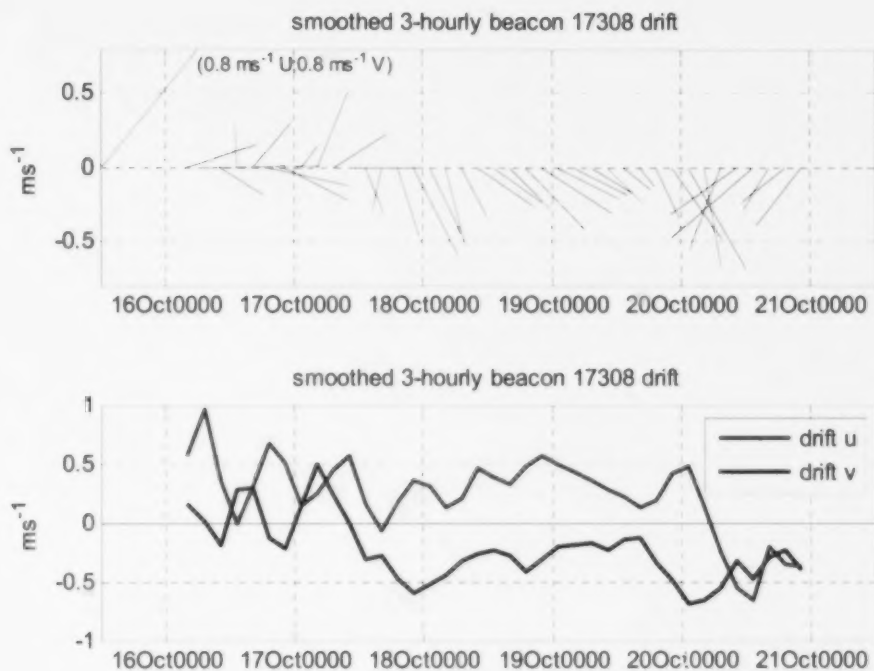 smoothed 3-hourly beacon 17308 drift
(0.8 ms⁻¹ U;0.8 ms⁻¹ V)
0.5
0
-0.5
ms⁻¹
16Oct0000 17Oct0000 18Oct0000 19Oct0000 20Oct0000 21Oct0000
smoothed 3-hourly beacon 17308 drift
1
0.5
0
-0.5
-1
ms⁻¹
drift u
drift v
16Oct0000 17Oct0000 18Oct0000 19Oct0000 20Oct0000 21Oct0000